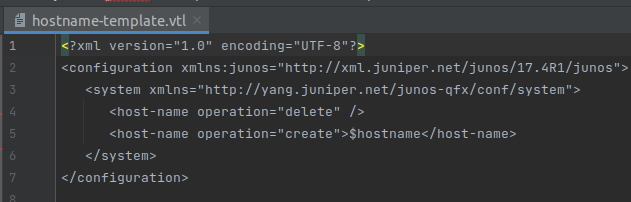 hostname-template.vtl
1 <?xml version="1.0" encoding="UTF-8"?>
2 <configuration xmlns:junos="http://xml.juniper.net/junos/17.4R1/junos">
3 <system xmlns="http://yang.juniper.net/junos-qfx/conf/system">
4 <host-name operation="delete" />
5 <host-name operation="create">$hostname</host-name>
6 </system>
7 </configuration>
8